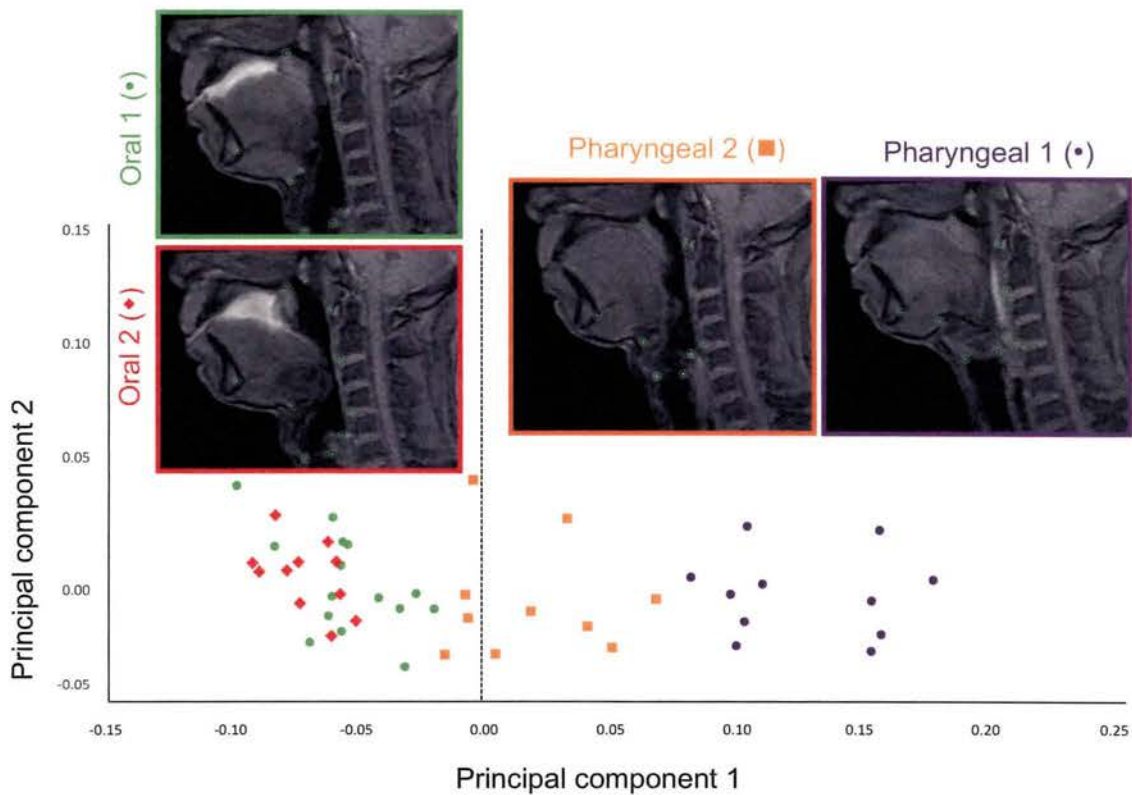 Oral 1 (●)
Oral 2 (◆)
Pharyngeal 2 (■)
Pharyngeal 1 (●)
Principal component 2
0.15
0.10
0.05
0.00
-0.05
-0.15
-0.10
-0.05
0.00
0.05
0.10
0.15
0.20
0.25
Principal component 1